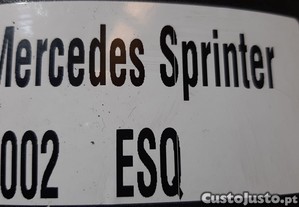 Mercedes Sprinter
002 ESQ
CustoJusto.pt